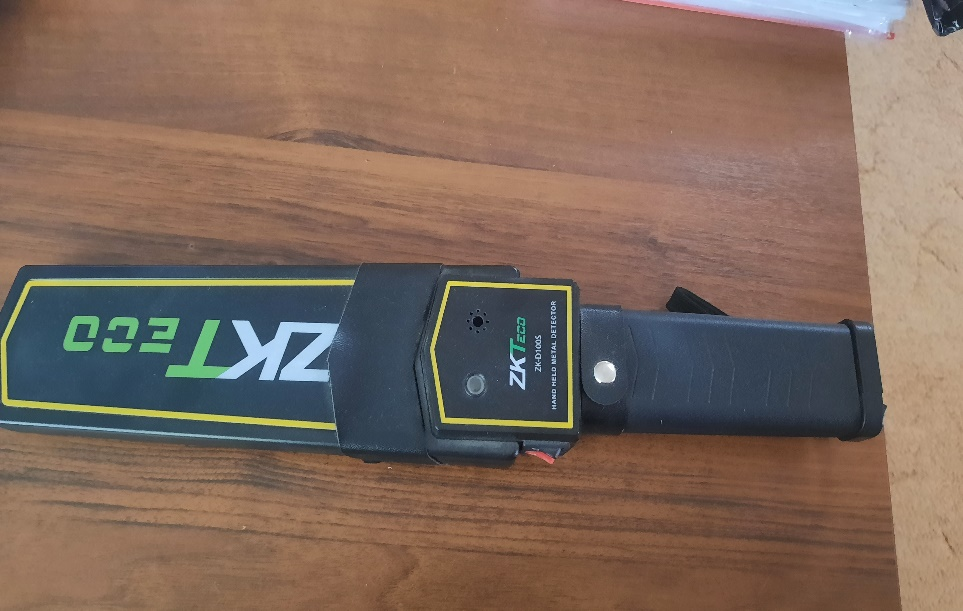 ZKTECO
ZKTECO
ZK-D100S
HAND HELD METAL DETECTOR